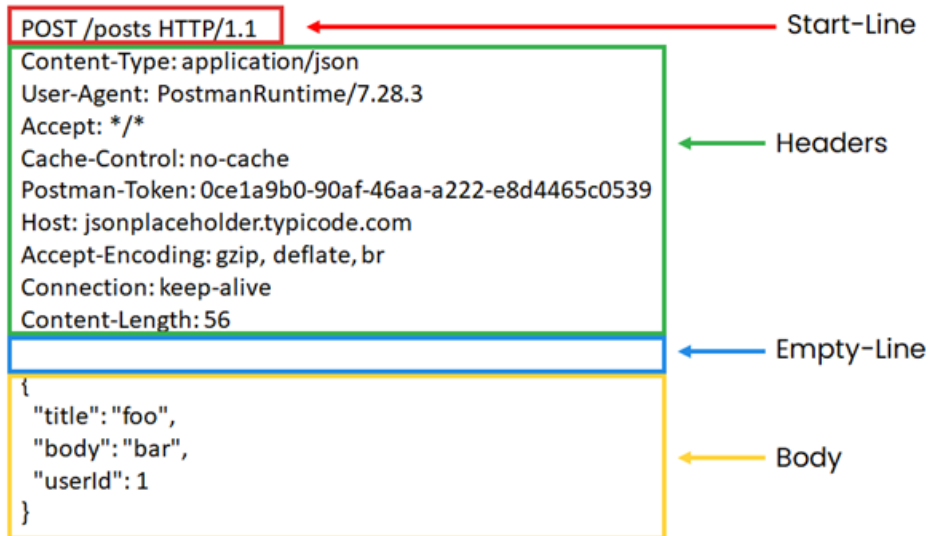 POST /posts HTTP/1.1
Start-Line
Content-Type: application/json
User-Agent: PostmanRuntime/7.28.3
Accept: */*
Headers
Cache-Control: no-cache
Postman-Token: 0ce1a9b0-90af-46aa-a222-e8d4465c0539
Host: jsonplaceholder.typicode.com
Accept-Encoding: gzip, deflate, br
Connection: keep-alive
Content-Length: 56
Empty-Line
{
"title": "foo",
"body": "bar",
Body
"userId": 1
}